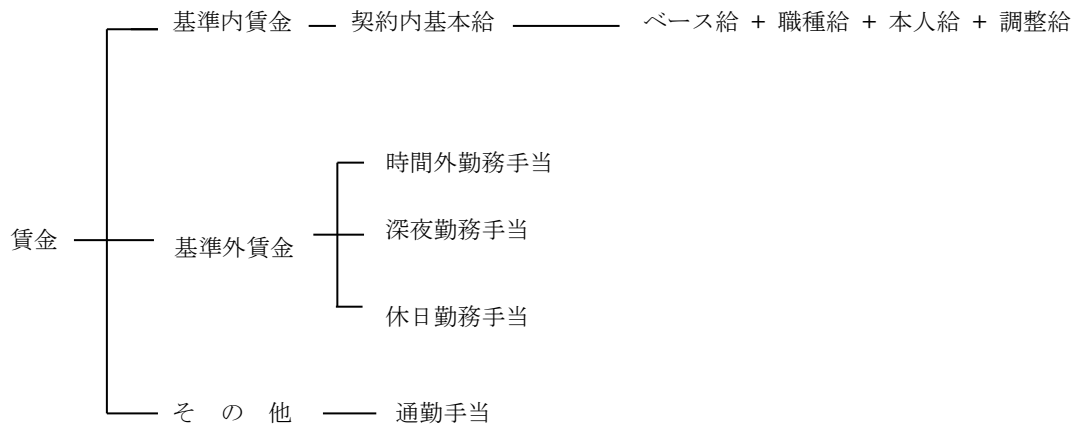 基準内賃金 契約内基本給 ベース給 + 職種給 + 本人給 + 調整給
時間外勤務手当
深夜勤務手当
賃金 基準外賃金
休日勤務手当
そ の 他 通勤手当